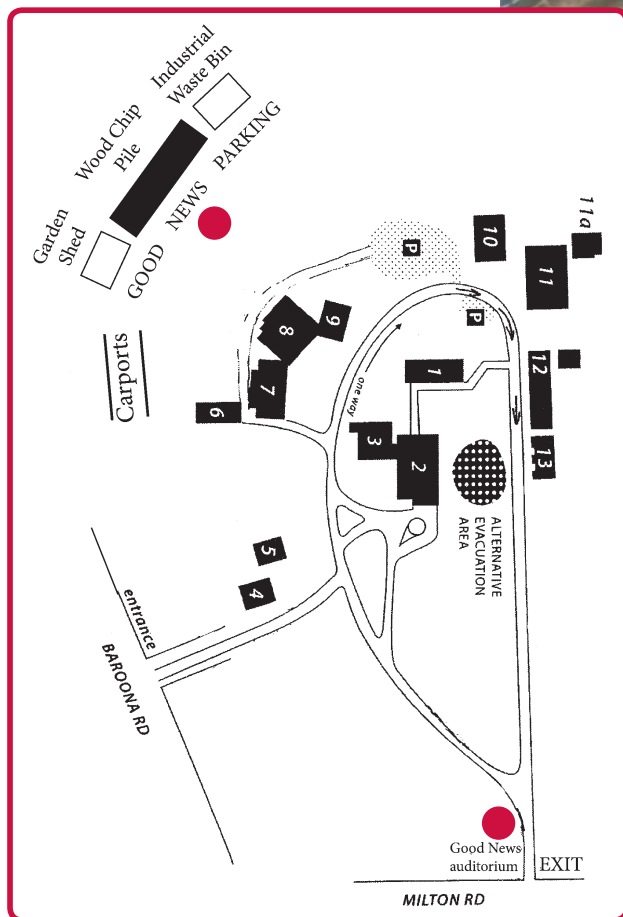 Industrial
Waste Bin
Wood Chip
Pile
Garden
Shed
GOOD NEWS PARKING
11a
10
11
P
P
9
8
7
6
Carports
one way
1
12
3
2
13
ALTERNATIVE
EVACUATION
AREA
5
4
entrance
BAROONA RD
Good News
auditorium
EXIT
MILTON RD